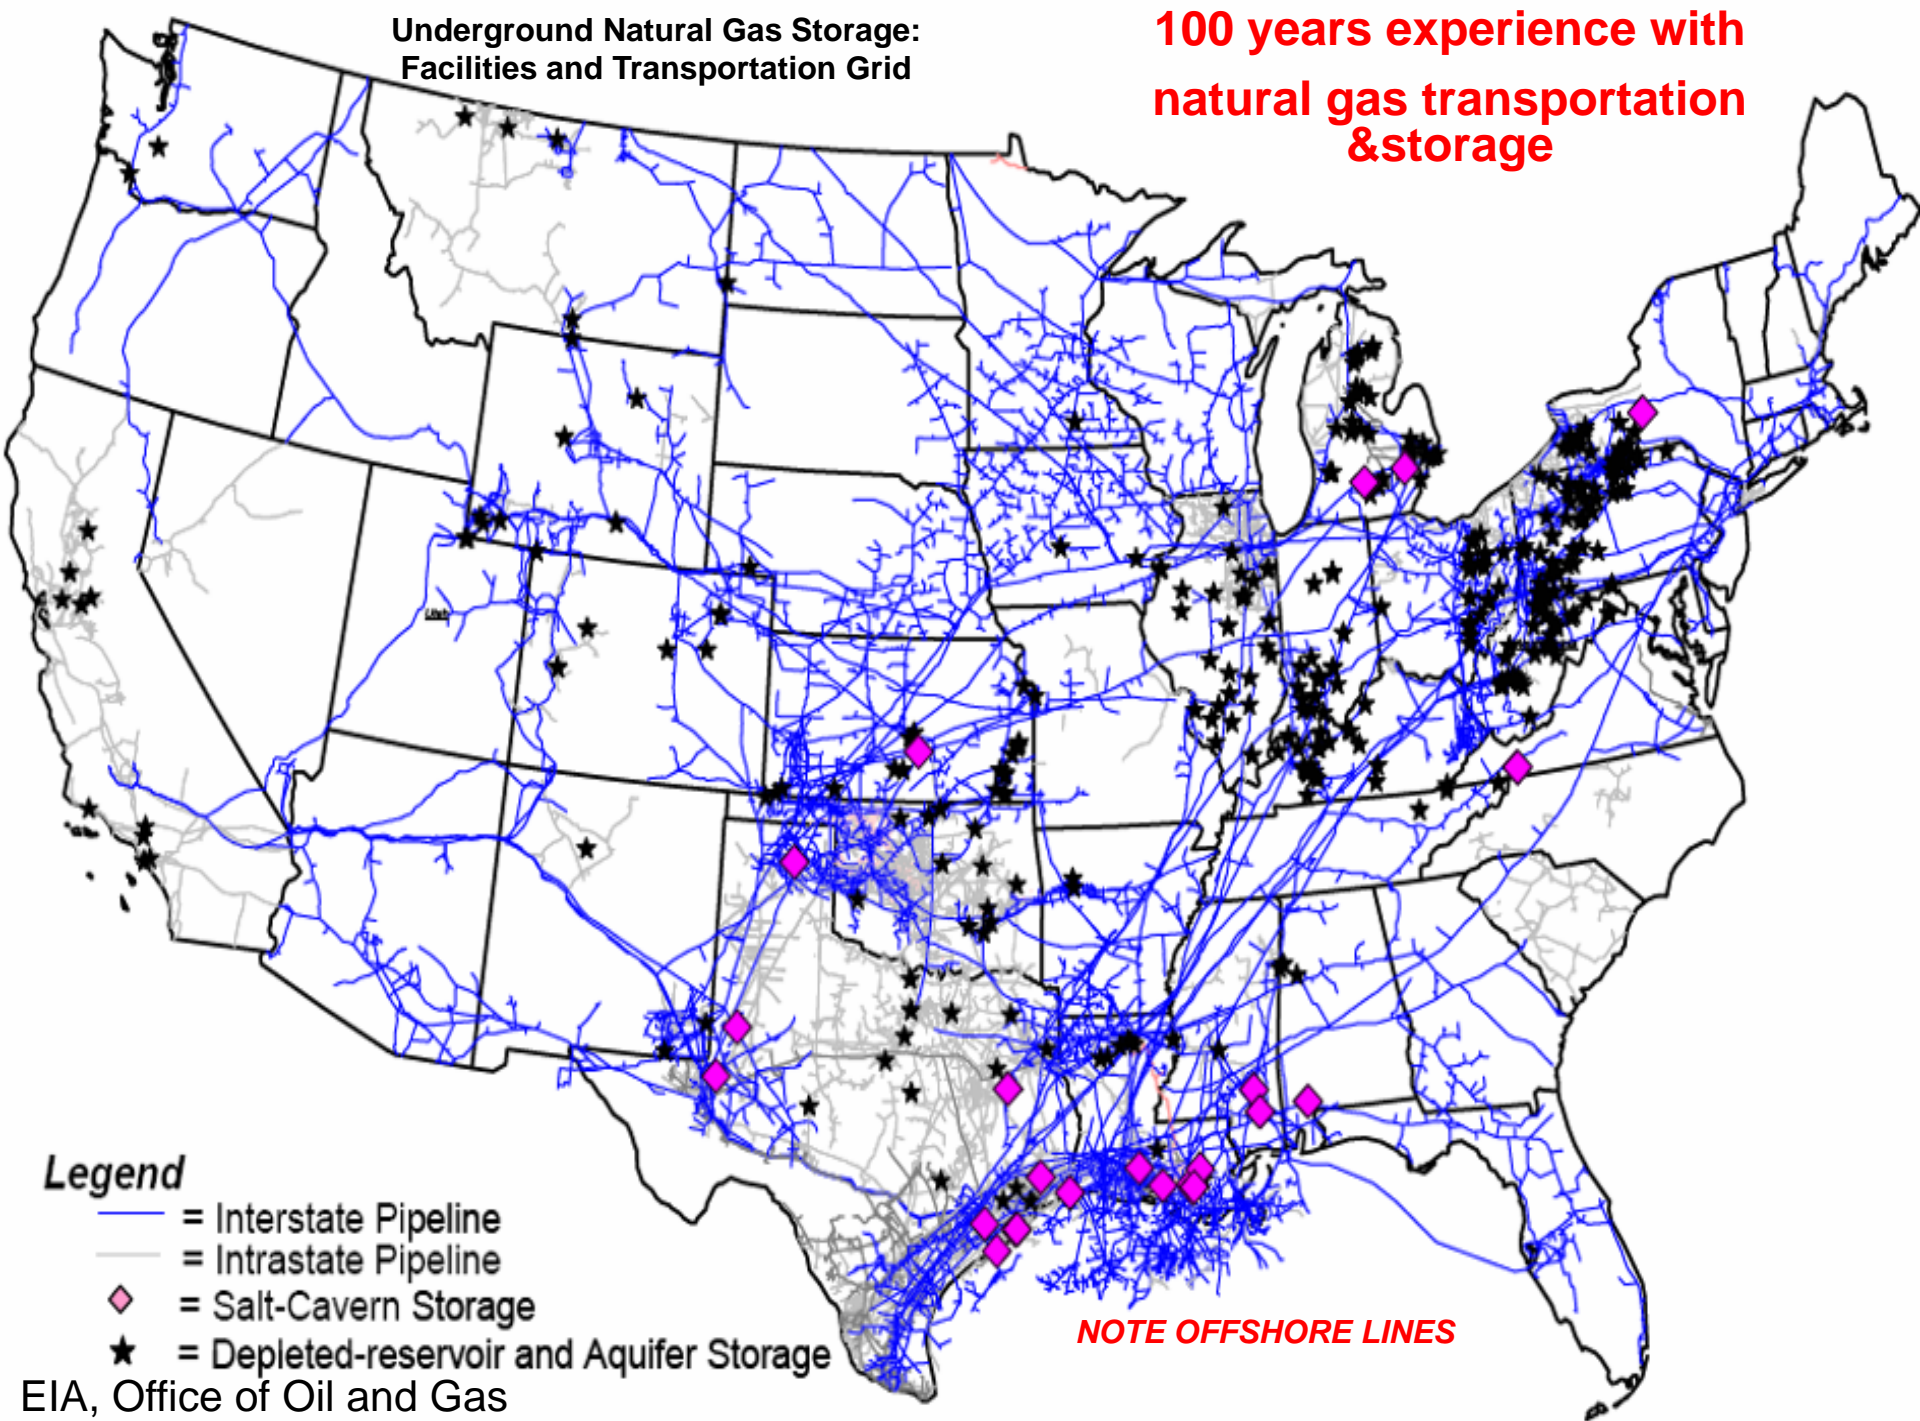 Underground Natural Gas Storage:
Facilities and Transportation Grid
100 years experience with
natural gas transportation
&storage
Utah
Legend
= Interstate Pipeline
= Intrastate Pipeline
= Salt-Cavern Storage
= Depleted-reservoir and Aquifer Storage
NOTE OFFSHORE LINES
EIA, Office of Oil and Gas